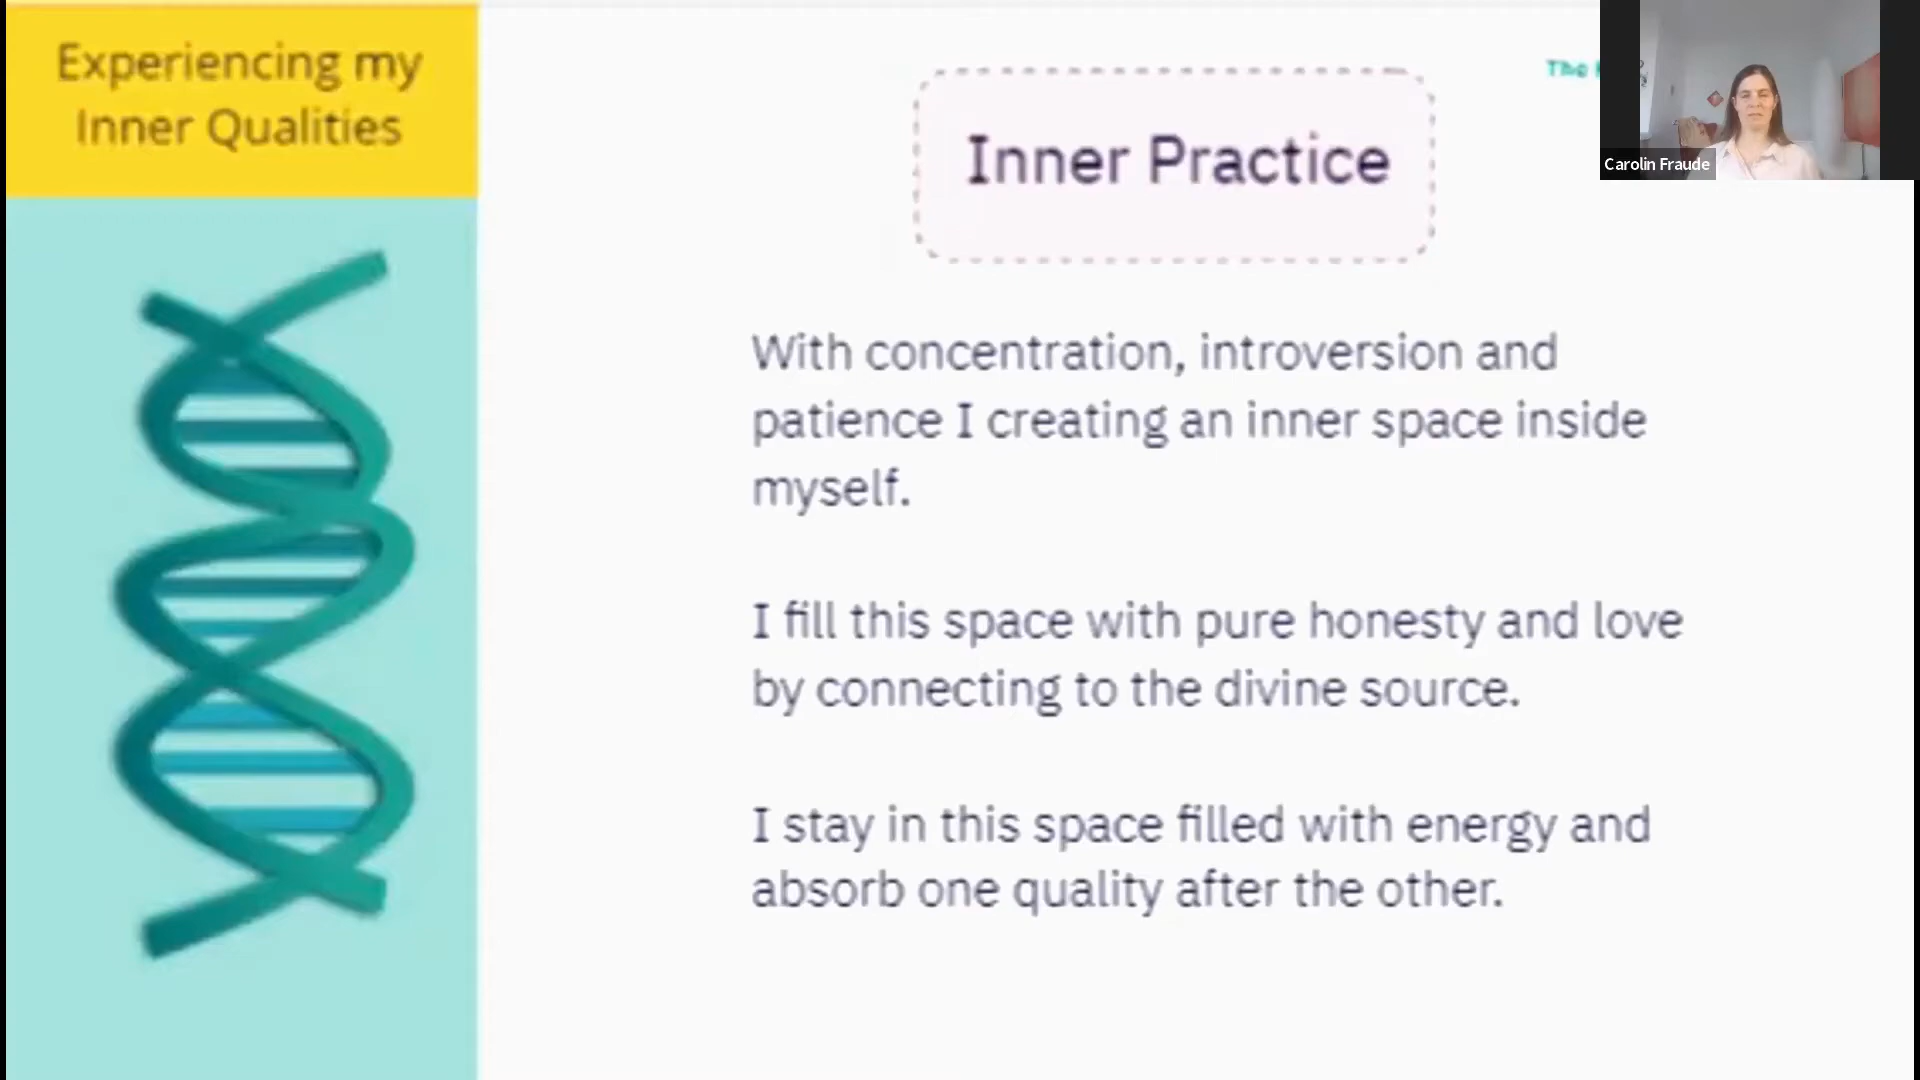 Experiencing my
Inner Qualities
Inner Practice
The
Carolin Fraude
With concentration, introversion and
patience I creating an inner space inside
myself.
I fill this space with pure honesty and love
by connecting to the divine source.
I stay in this space filled with energy and
absorb one quality after the other.